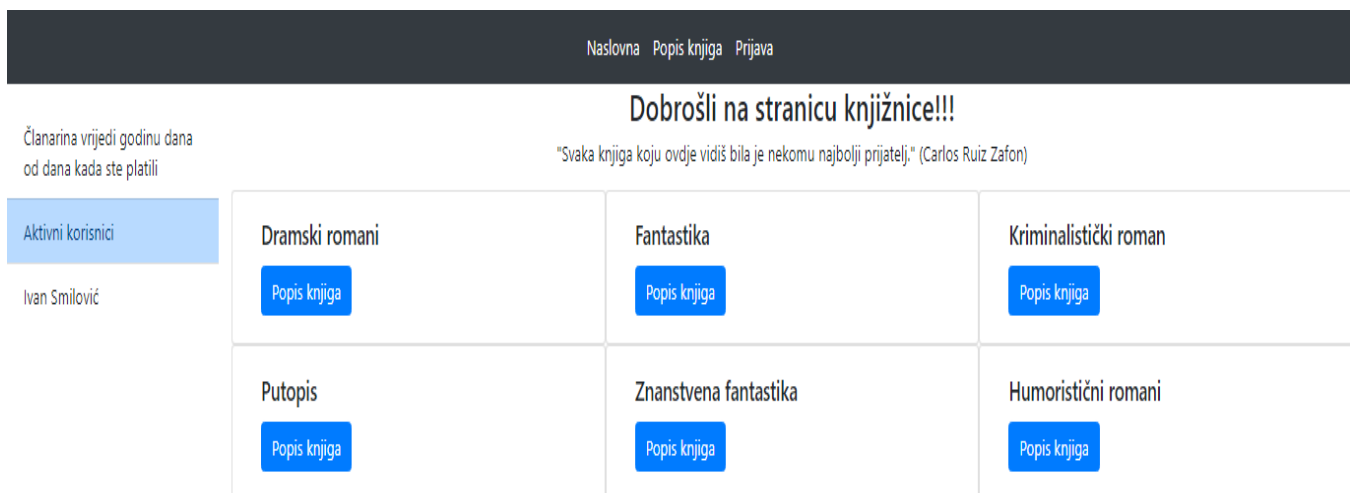 Naslovna Popis knjiga Prijava
Dobrošli na stranicu knjižnice!!!
"Svaka knjiga koju ovdje vidiš bila je nekomu najbolji prijatelj." (Carlos Ruiz Zafon)
Članarina vrijedi godinu dana
od dana kada ste platili
Aktivni korisnici
Ivan Smilović
Dramski romani
Popis knjiga
Fantastika
Popis knjiga
Kriminalistički roman
Popis knjiga
Putopis
Popis knjiga
Znanstvena fantastika
Popis knjiga
Humoristični romani
Popis knjiga